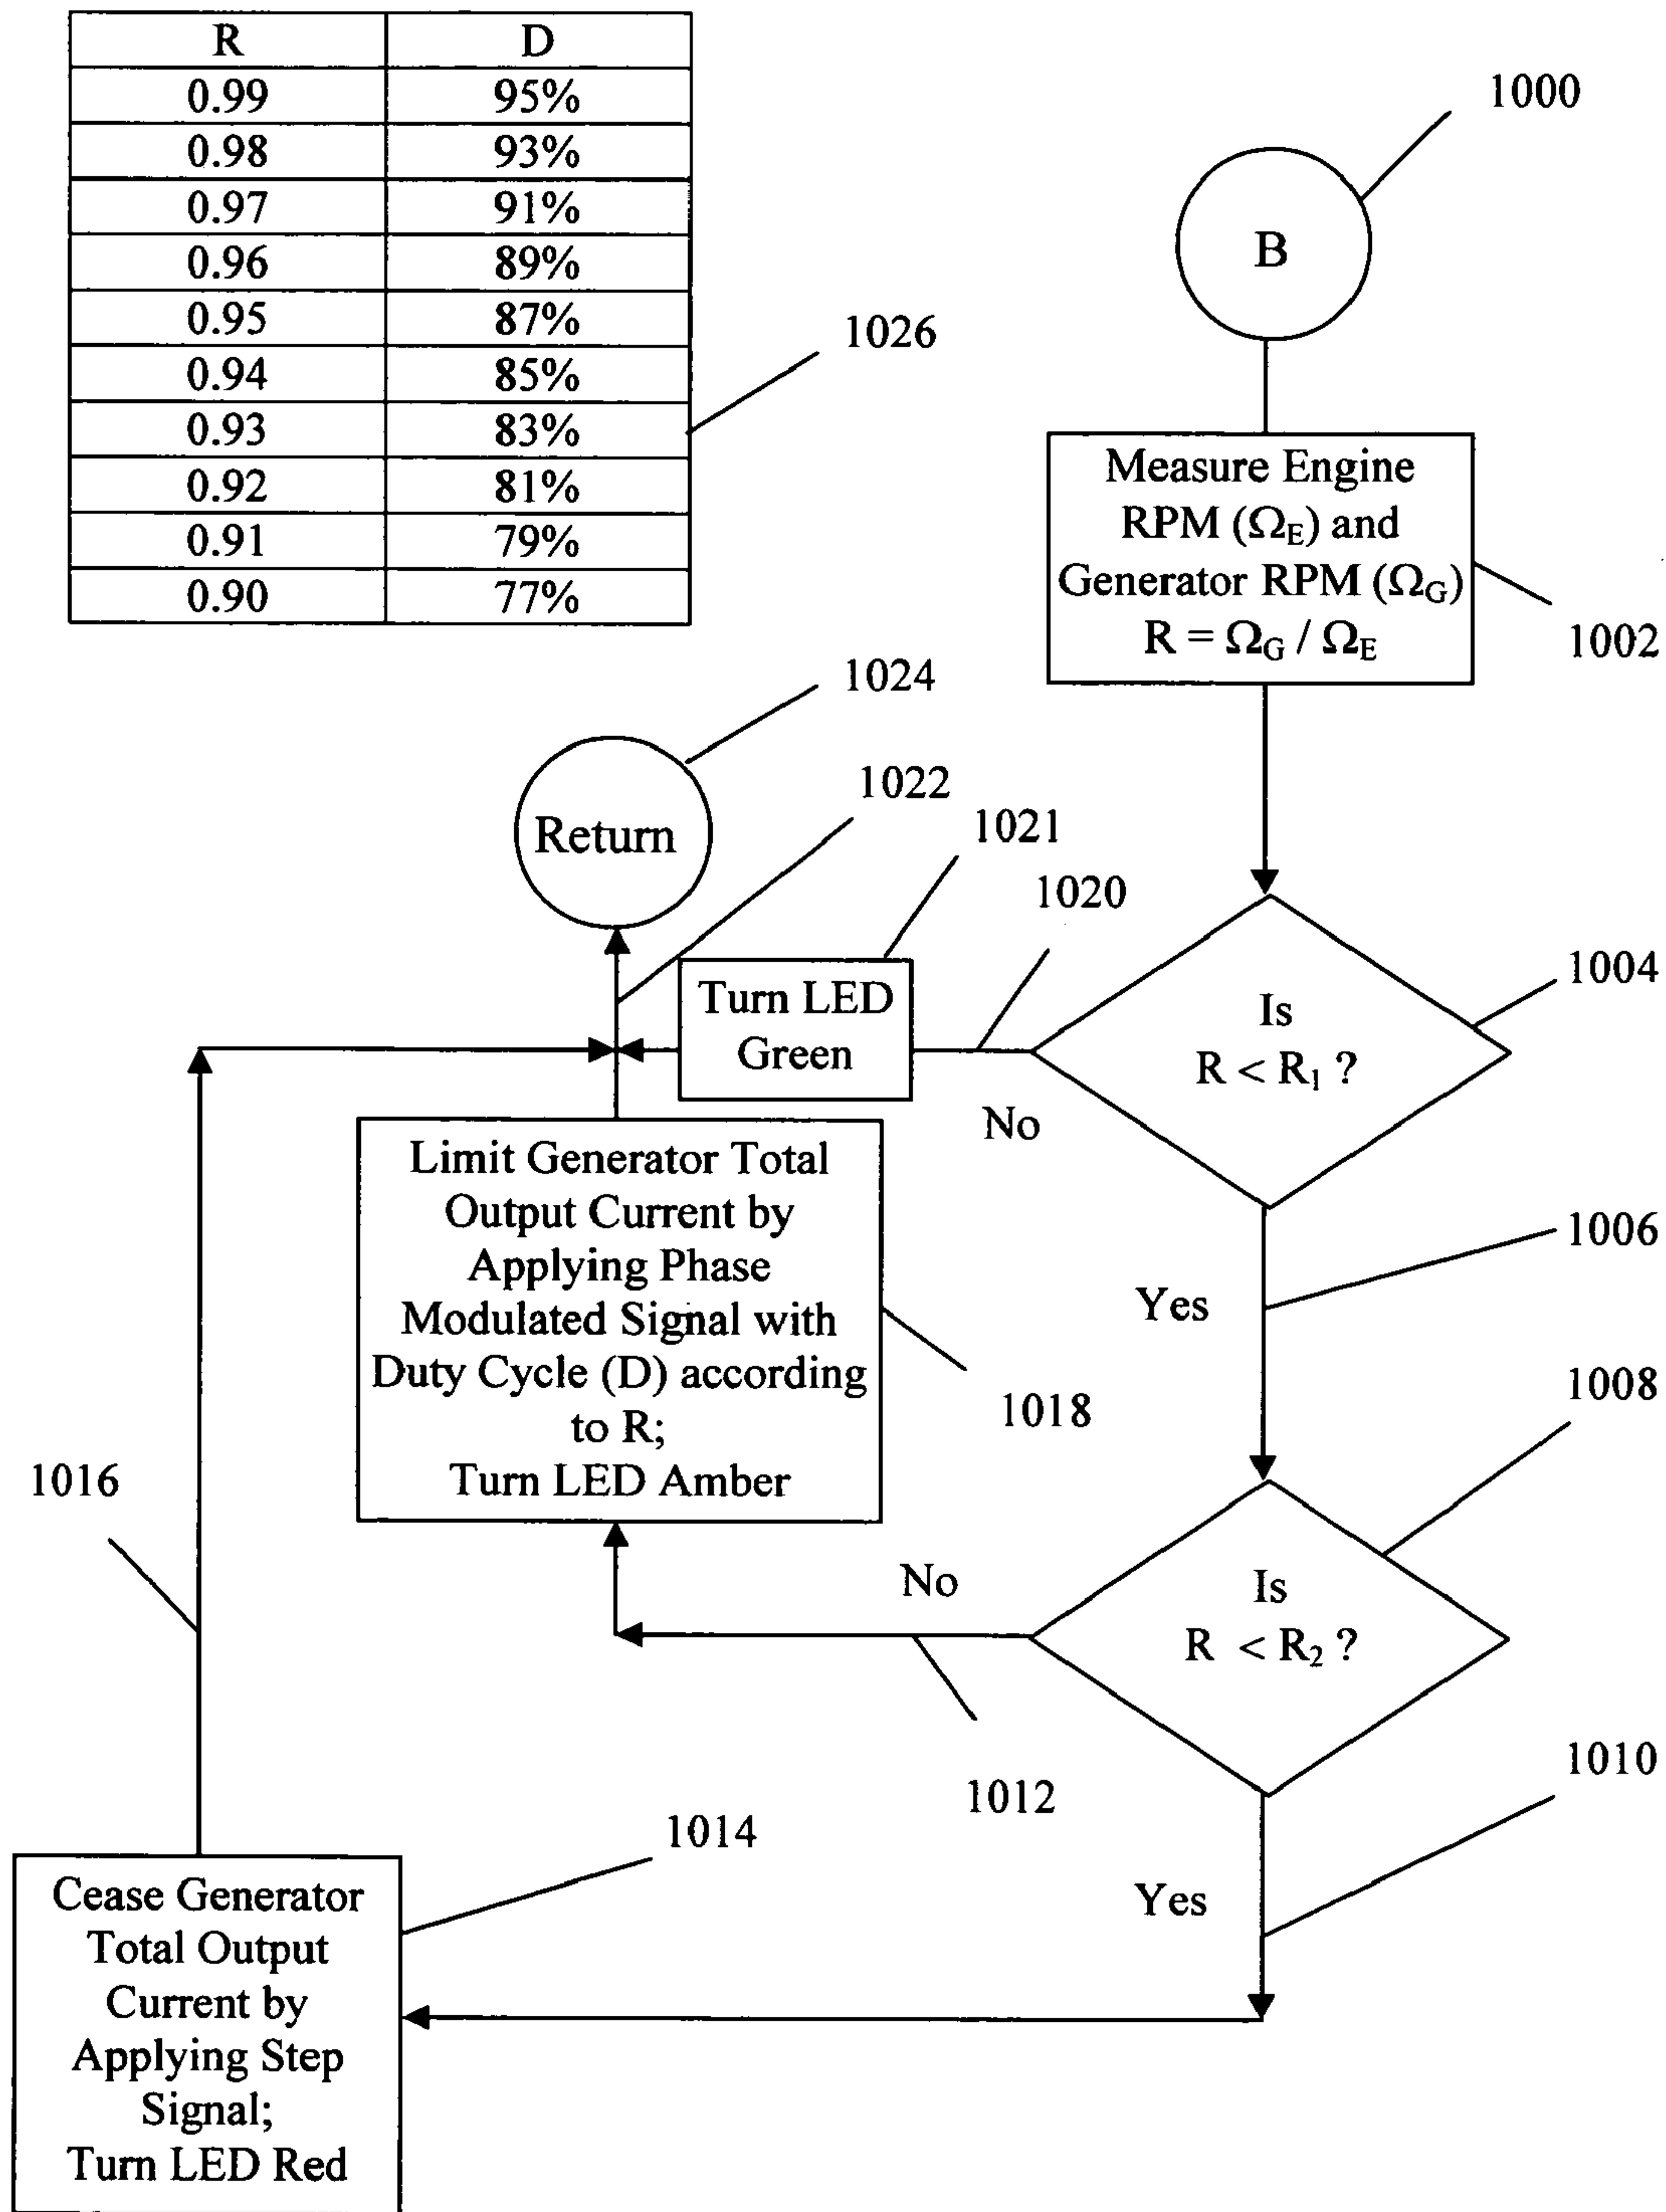 R D
0.99 95%
0.98 93%
0.97 91%
0.96 89%
0.95 87%
0.94 85%
0.93 83%
0.92 81%
0.91 79%
0.90 77%
1026
1000
B
Measure Engine
RPM (Ω_E) and
Generator RPM (Ω_G)
R = Ω_G / Ω_E
1002
1024
Return
1022
1021
1020
Turn LED
Green
1004
Is
R < R₁ ?
No
Yes
1006
Limit Generator Total
Output Current by
Applying Phase
Modulated Signal with
Duty Cycle (D) according
to R;
Turn LED Amber
1018
1008
Is
R < R₂ ?
No
1012
1016
Yes
1010
1014
Cease Generator
Total Output
Current by
Applying Step
Signal;
Turn LED Red